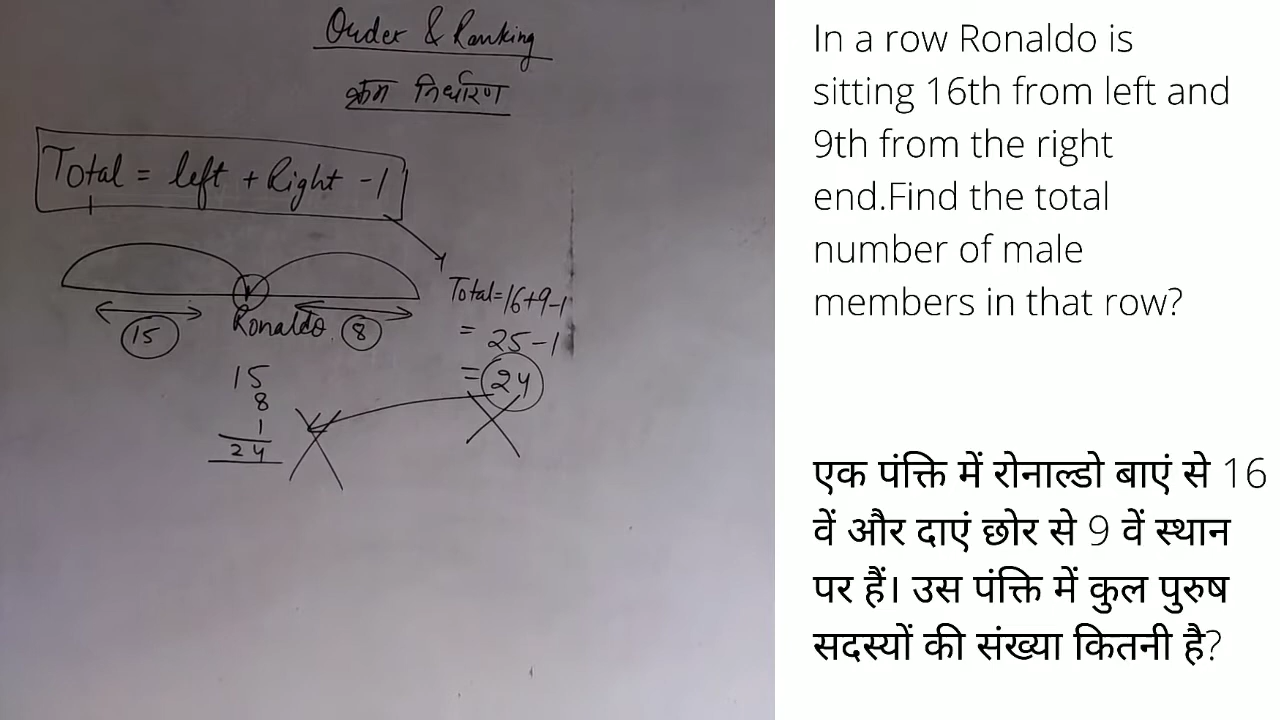 Order & Ranking
क्रम निर्धारण
Total = left + Right -1
Total=16+9-1
15
Ronaldo
8
= 25-1
= 24
15
8
1
24
In a row Ronaldo is
sitting 16th from left and
9th from the right
end.Find the total
number of male
members in that row?
एक पंक्ति में रोनाल्डो बाएं से 16
वें और दाएं छोर से 9 वें स्थान
पर हैं। उस पंक्ति में कुल पुरुष
सदस्यों की संख्या कितनी है?